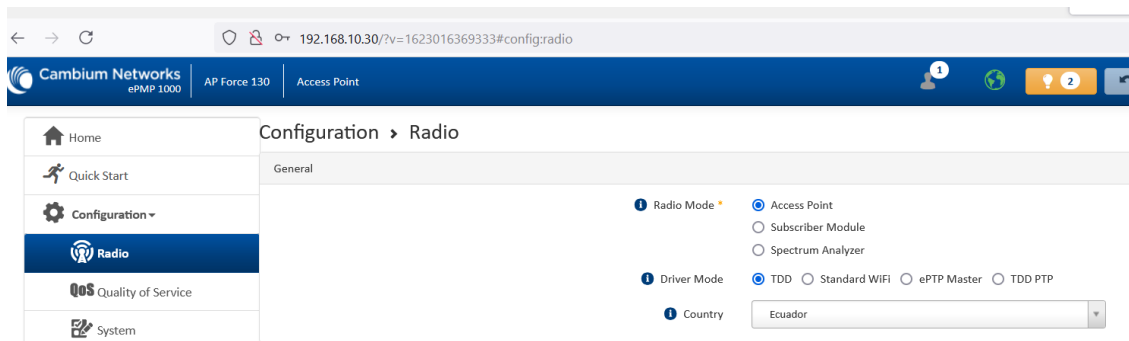 192.168.10.30/?v=1623016369333#config:radio
Cambium Networks
ePMP 1000
AP Force 130
Access Point
1
2
Home
Configuration > Radio
Quick Start
General
Configuration
Radio Mode *
Access Point
Subscriber Module
Radio
Spectrum Analyzer
Driver Mode
TDD
Standard WiFi
ePTP Master
TDD PTP
QoS Quality of Service
Country
Ecuador
System